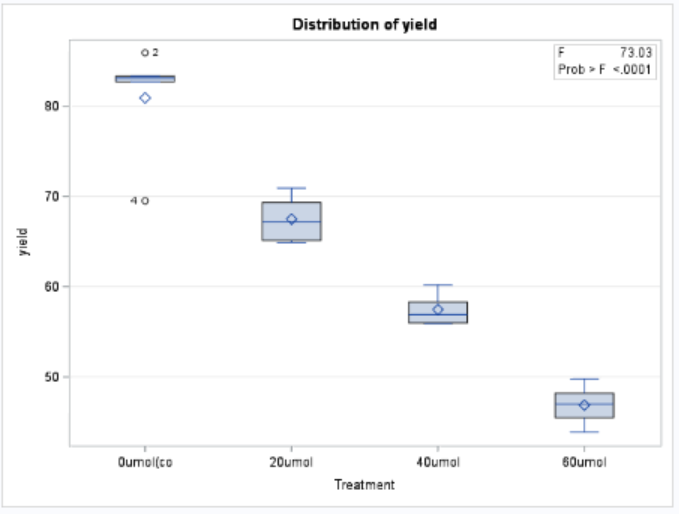 Distribution of yield
F 73.03
Prob > F <.0001
2
4
80
70
60
50
yield
0umol(co
20umol
40umol
60umol
Treatment